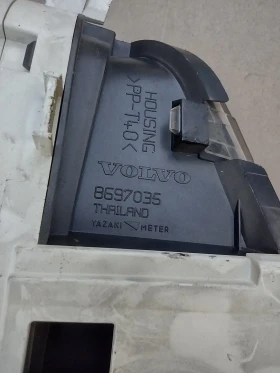 HOUSING
>PP-T40<
VOLVO
8697035
THAILAND
YAZAKI METER